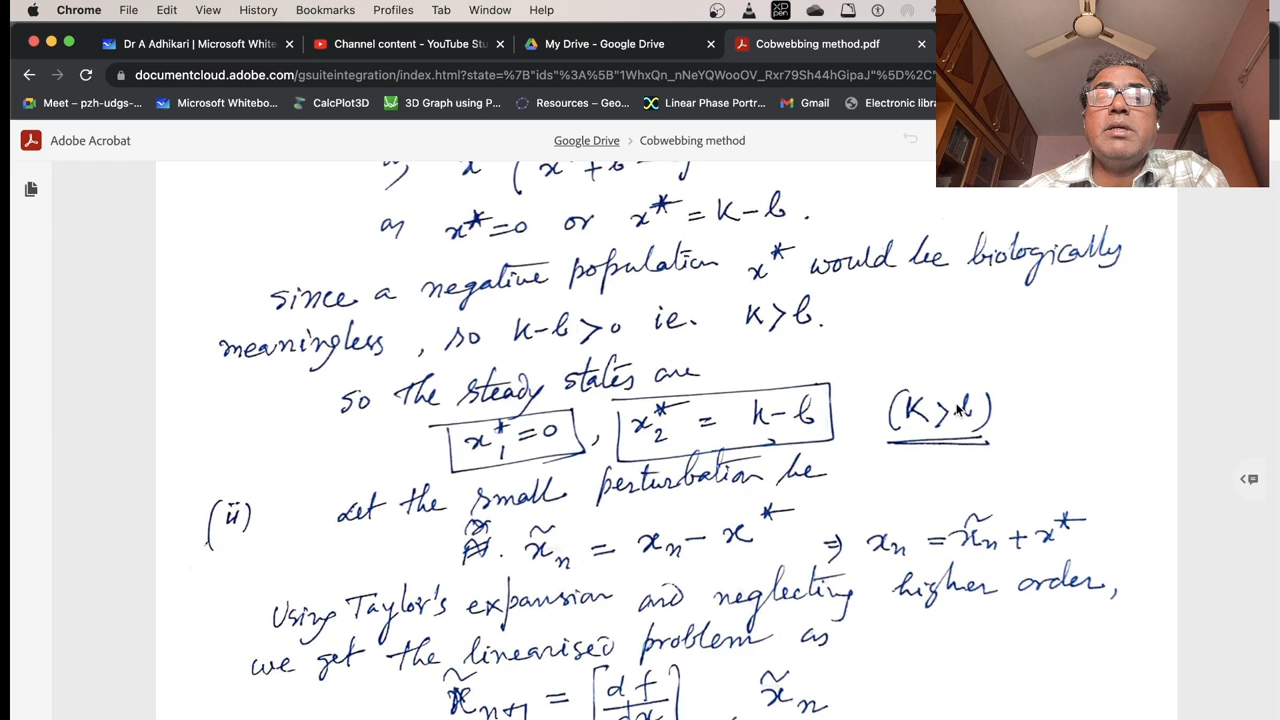 Chrome File Edit View History Bookmarks Profiles Tab Window Help
Dr A Adhikari | Microsoft White Channel content - YouTube Stu My Drive - Google Drive Cobwebbing method.pdf
documentcloud.adobe.com/gsuiteintegration/index.html?state=%7B"ids"%3A%5B"1WhxQn_nNeYQWooOV_Rxr79Sh44hGipaJ"%5D%2C"
Meet – pzh-udgs-... Microsoft Whitebo... CalcPlot3D 3D Graph using P... Resources – Geo... Linear Phase Portr... Gmail Electronic libra
Adobe Acrobat Google Drive > Cobwebbing method
x* = 0 or x* = K - b .
since a negative population x* would be biologically
meaningless, so K - b > 0 ie. K > b.
so the steady states are
x₁* = 0 , x₂* = K - b (K > b)
(ii) Let the small perturbation be
x̃ₙ = xₙ - x* ⇒ xₙ = x̃ₙ + x*
Using Taylor's expansion and neglecting higher order,
we get the linearised problem as
x̃ₙ₊₁ = [df/dx] x̃ₙ